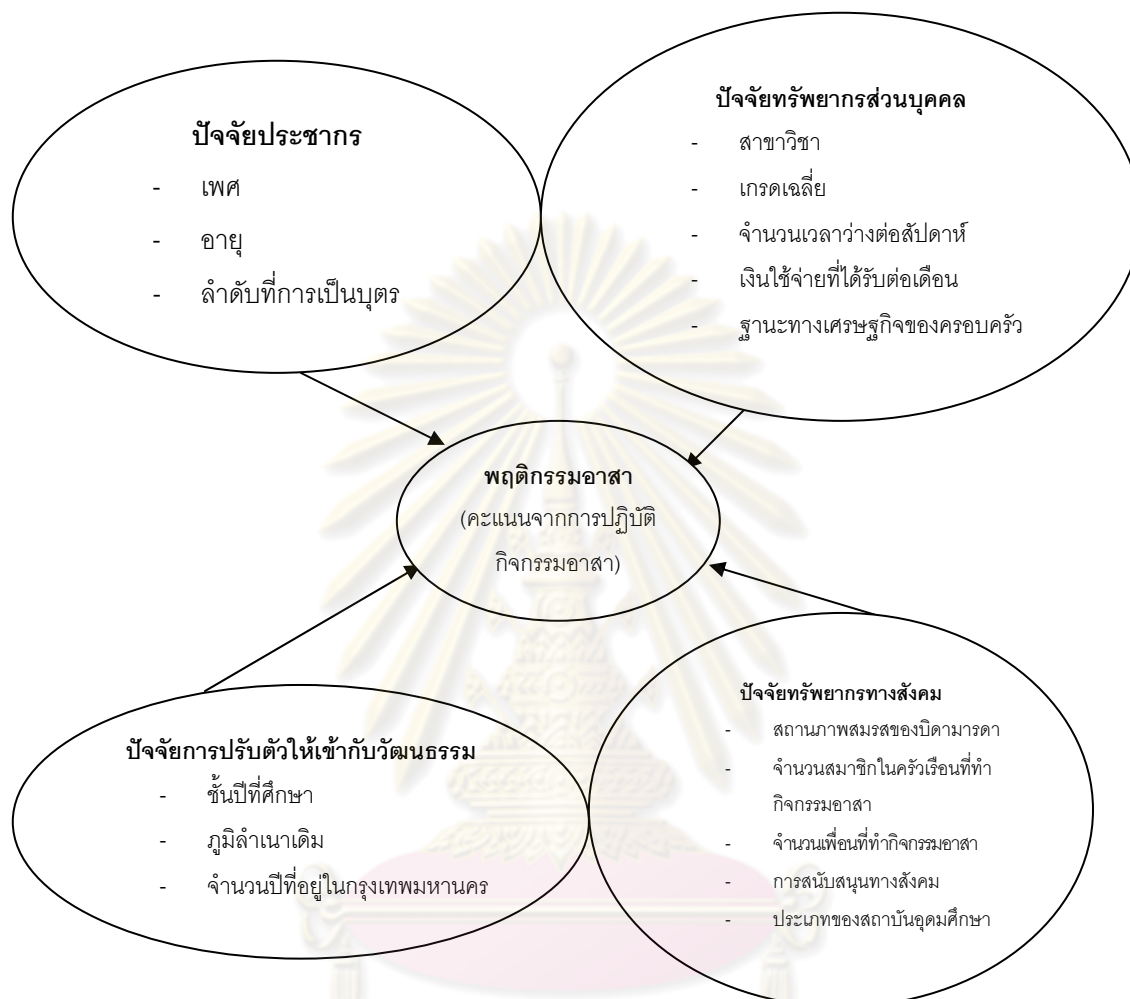 ปัจจัยประชากร
- เพศ
- อายุ
- ลำดับที่การเป็นบุตร
ปัจจัยทรัพยากรส่วนบุคคล
- สาขาวิชา
- เกรดเฉลี่ย
- จำนวนเวลาว่างต่อสัปดาห์
- เงินใช้จ่ายที่ได้รับต่อเดือน
- ฐานะทางเศรษฐกิจของครอบครัว
พฤติกรรมอาสา
(คะแนนจากการปฏิบัติ
กิจกรรมอาสา)
ปัจจัยการปรับตัวให้เข้ากับวัฒนธรรม
- ชั้นปีที่ศึกษา
- ภูมิลำเนาเดิม
- จำนวนปีที่อยู่ในกรุงเทพมหานคร
ปัจจัยทรัพยากรทางสังคม
- สถานภาพสมรสของบิดามารดา
- จำนวนสมาชิกในครัวเรือนที่ทำ
กิจกรรมอาสา
- จำนวนเพื่อนที่ทำกิจกรรมอาสา
- การสนับสนุนทางสังคม
- ประเภทของสถาบันอุดมศึกษา